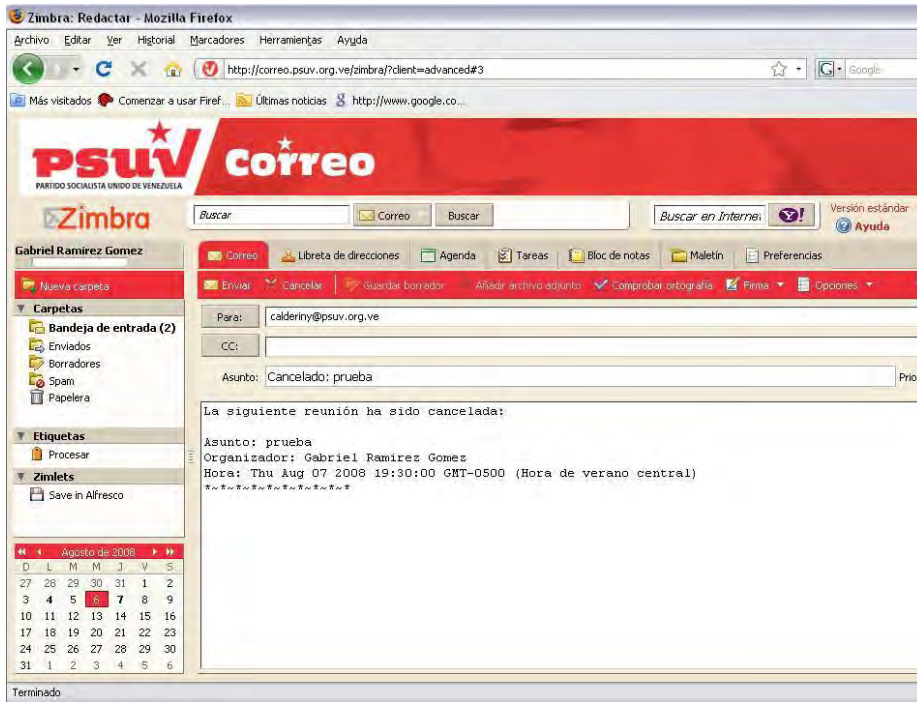 Zimbra: Redactar - Mozilla Firefox
Archivo Editar Ver Historial Marcadores Herramientas Ayuda
http://correo.psuv.org.ve/zimbra/?client=advanced#3
G Google
Más visitados Comenzar a usar Firef... Últimas noticias http://www.google.co...
PSUV Correo
PARTIDO SOCIALISTA UNIDO DE VENEZUELA
Zimbra
Buscar Correo Buscar Buscar en Internet Y! Versión estándar
Ayuda
Gabriel Ramírez Gomez
Correo Libreta de direcciones Agenda Tareas Bloc de notas Maletín Preferencias
Nueva carpeta
Enviar Cancelar Guardar borrador Añadir archivo adjunto Comprobar ortografía Firma Opciones
Carpetas
Bandeja de entrada (2)
Enviados
Borradores
Spam
Papelera
Etiquetas
Procesar
Zimlets
Save in Alfresco
Para: calderiny@psuv.org.ve
CC:
Asunto: Cancelado: prueba
Prio
La siguiente reunión ha sido cancelada:
Asunto: prueba
Organizador: Gabriel Ramirez Gomez
Hora: Thu Aug 07 2008 19:30:00 GMT-0500 (Hora de verano central)
*~*~*~*~*~*~*~*~*~*
Agosto de 2008
D L M M J V S
27 28 29 30 31 1 2
3 4 5 6 7 8 9
10 11 12 13 14 15 16
17 18 19 20 21 22 23
24 25 26 27 28 29 30
31 1 2 3 4 5 6
Terminado